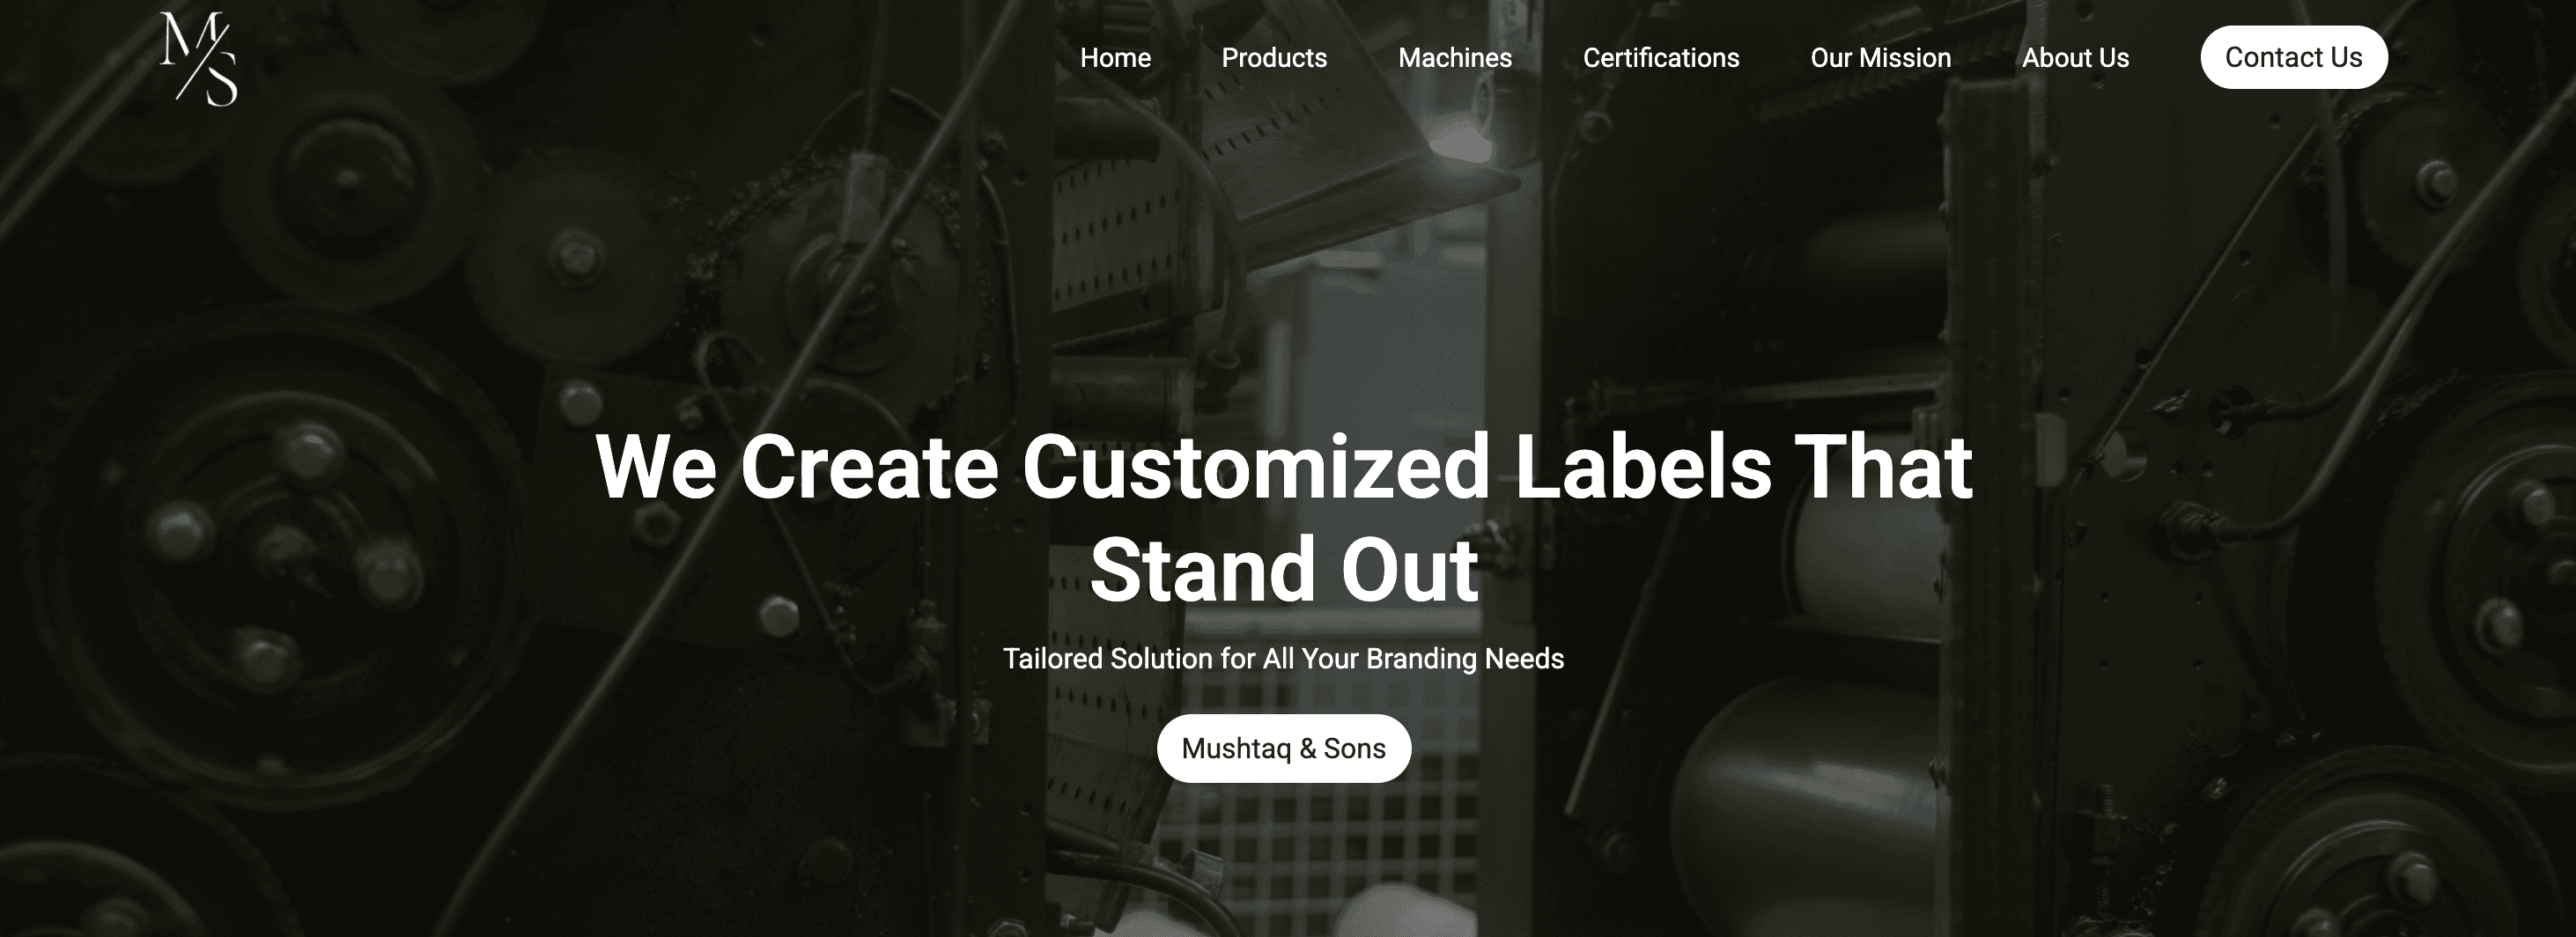 M/S
Home Products Machines Certifications Our Mission About Us Contact Us
We Create Customized Labels That
Stand Out
Tailored Solution for All Your Branding Needs
Mushtaq & Sons